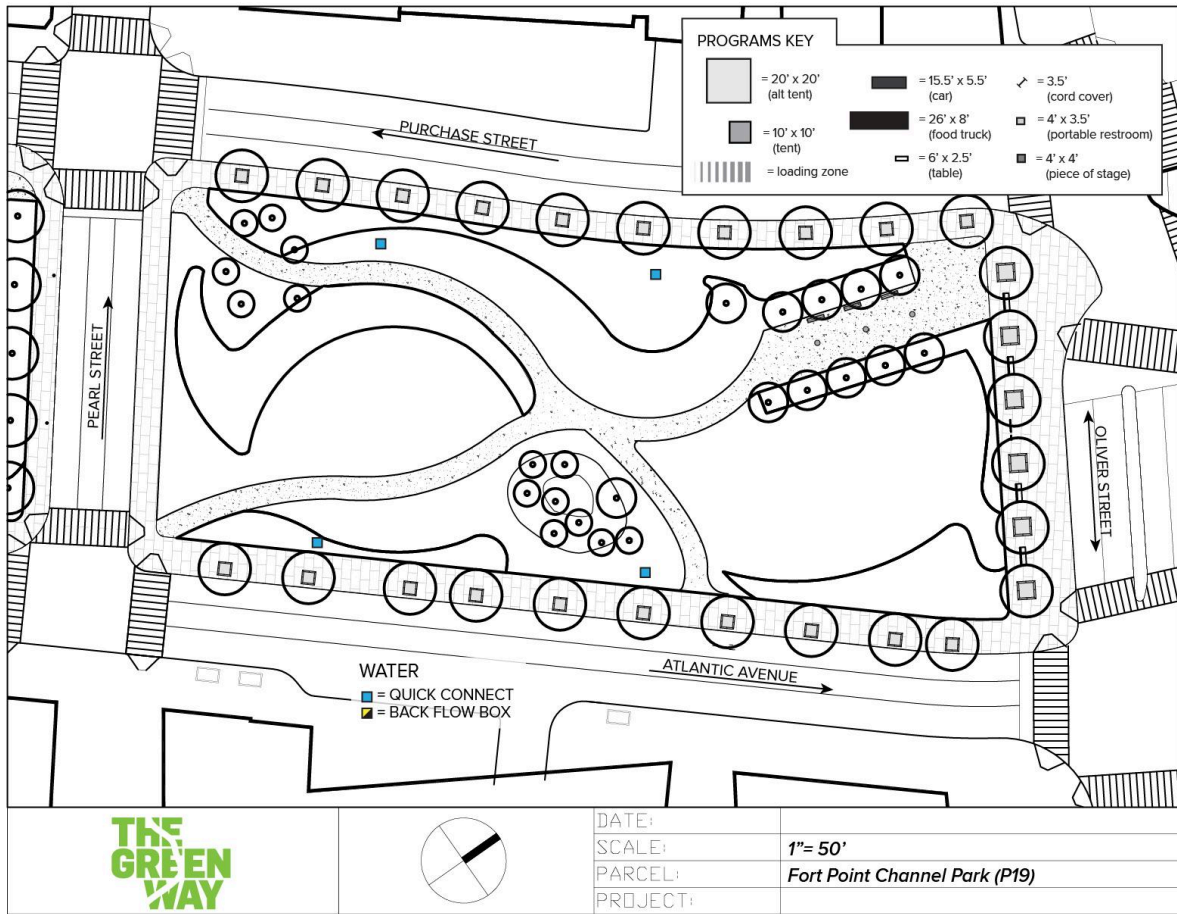 PROGRAMS KEY
= 20' x 20'
(alt tent)
= 10' x 10'
(tent)
= loading zone
= 15.5' x 5.5'
(car)
= 26' x 8'
(food truck)
= 6' x 2.5'
(table)
= 3.5'
(cord cover)
= 4' x 3.5'
(portable restroom)
= 4' x 4'
(piece of stage)
PURCHASE STREET
PEARL STREET
OLIVER STREET
ATLANTIC AVENUE
WATER
= QUICK CONNECT
= BACK FLOW BOX
THE
GREEN
WAY
DATE:
SCALE: 1"= 50'
PARCEL: Fort Point Channel Park (P19)
PROJECT: